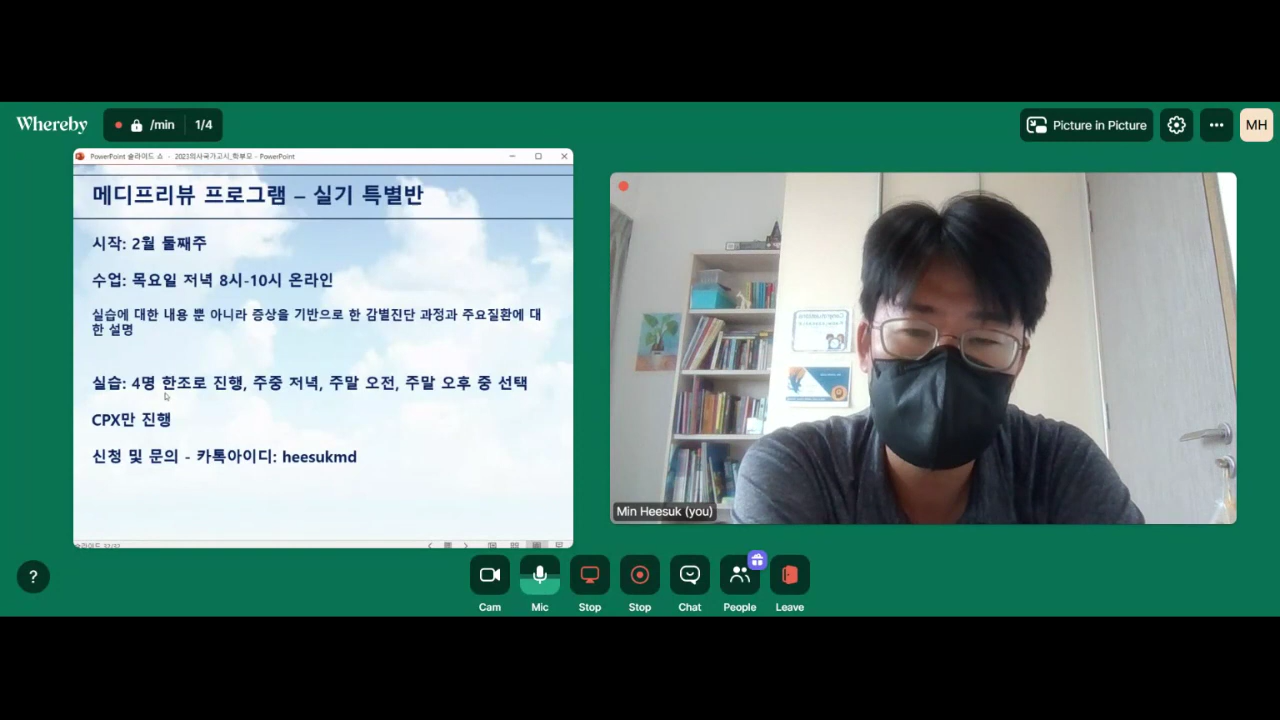 Whereby
/min 1/4
Picture in Picture
MH
PowerPoint 슬라이드 쇼 - 2023의사국가고시_학부모 - PowerPoint
메디프리뷰 프로그램 – 실기 특별반
시작: 2월 둘째주
수업: 목요일 저녁 8시-10시 온라인
실습에 대한 내용 뿐 아니라 증상을 기반으로 한 감별진단 과정과 주요질환에 대
한 설명
실습: 4명 한조로 진행, 주중 저녁, 주말 오전, 주말 오후 중 선택
CPX만 진행
신청 및 문의 - 카톡아이디: heesukmd
Congratulations
Min Heesuk (you)
?
Cam
Mic
Stop
Stop
Chat
People
Leave